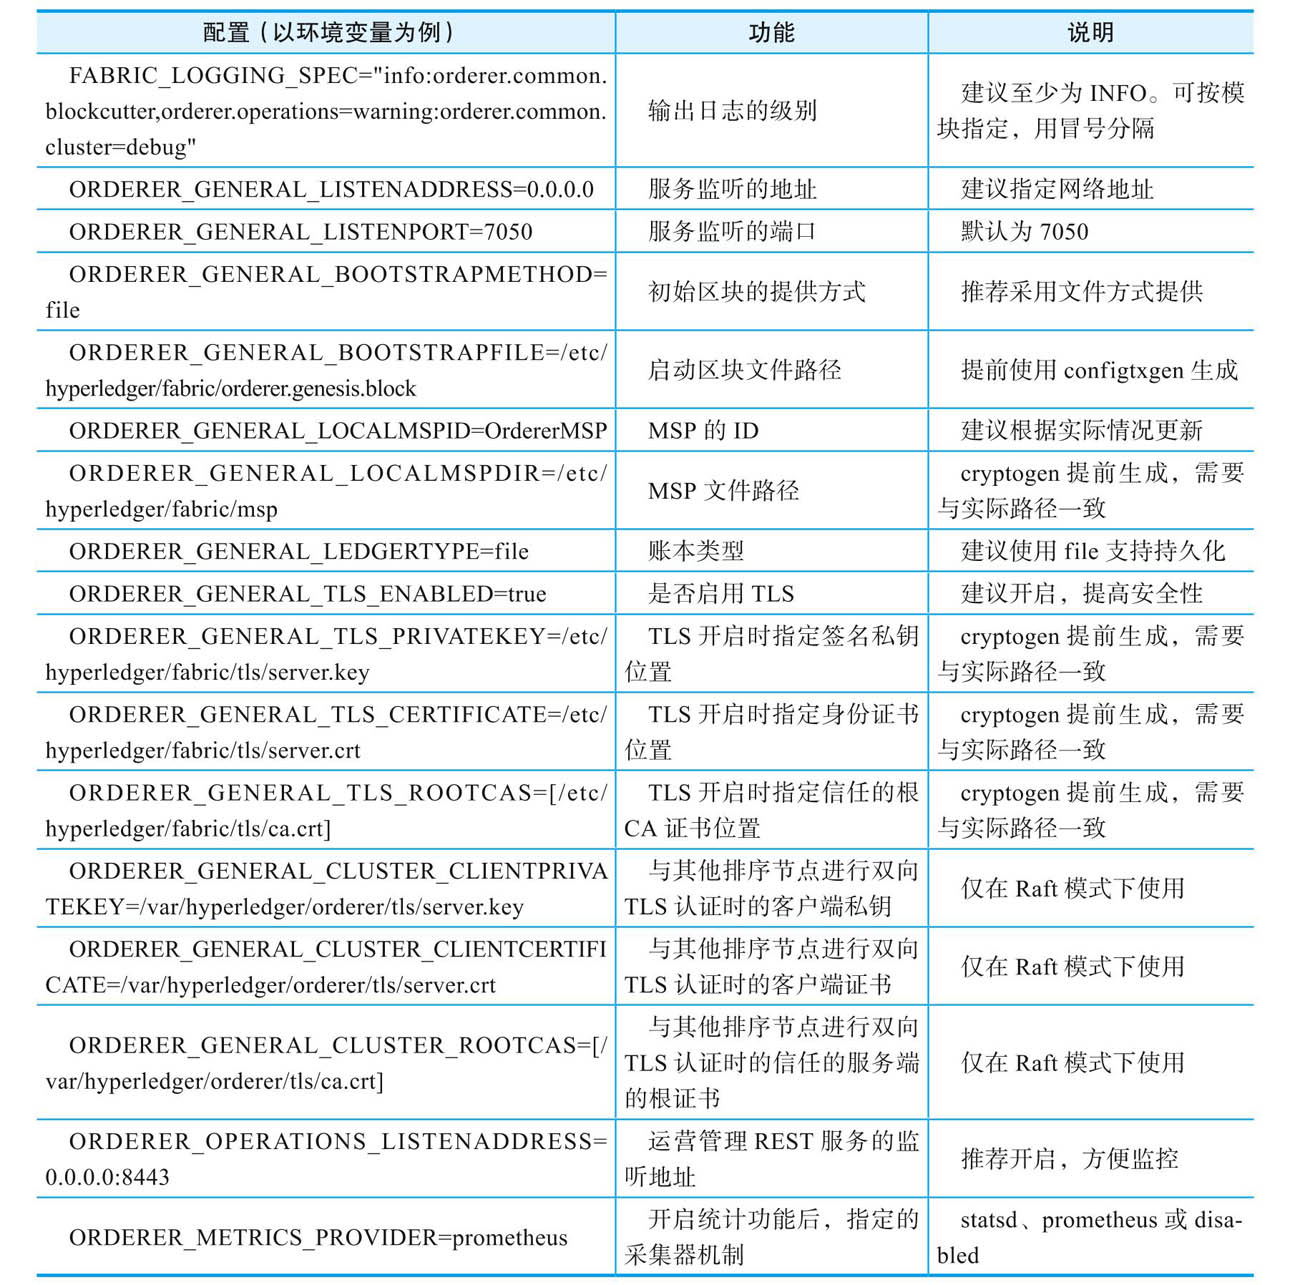 配置（以环境变量为例）
功能
说明
FABRIC_LOGGING_SPEC="info:orderer.common.
blockcutter,orderer.operations=warning:orderer.common.
cluster=debug"
输出日志的级别
建议至少为 INFO。可按模
块指定，用冒号分隔
ORDERER_GENERAL_LISTENADDRESS=0.0.0.0
服务监听的地址
建议指定网络地址
ORDERER_GENERAL_LISTENPORT=7050
服务监听的端口
默认为 7050
ORDERER_GENERAL_BOOTSTRAPMETHOD=
file
初始区块的提供方式
推荐采用文件方式提供
ORDERER_GENERAL_BOOTSTRAPFILE=/etc/
hyperledger/fabric/orderer.genesis.block
启动区块文件路径
提前使用 configtxgen 生成
ORDERER_GENERAL_LOCALMSPID=OrdererMSP
MSP 的 ID
建议根据实际情况更新
ORDERER_GENERAL_LOCALMSPDIR=/etc/
hyperledger/fabric/msp
MSP 文件路径
cryptogen 提前生成，需要
与实际路径一致
ORDERER_GENERAL_LEDGERTYPE=file
账本类型
建议使用 file 支持持久化
ORDERER_GENERAL_TLS_ENABLED=true
是否启用 TLS
建议开启，提高安全性
ORDERER_GENERAL_TLS_PRIVATEKEY=/etc/
hyperledger/fabric/tls/server.key
TLS 开启时指定签名私钥
位置
cryptogen 提前生成，需要
与实际路径一致
ORDERER_GENERAL_TLS_CERTIFICATE=/etc/
hyperledger/fabric/tls/server.crt
TLS 开启时指定身份证书
位置
cryptogen 提前生成，需要
与实际路径一致
ORDERER_GENERAL_TLS_ROOTCAS=[/etc/
hyperledger/fabric/tls/ca.crt]
TLS 开启时指定信任的根
CA 证书位置
cryptogen 提前生成，需要
与实际路径一致
ORDERER_GENERAL_CLUSTER_CLIENTPRIVA
TEKEY=/var/hyperledger/orderer/tls/server.key
与其他排序节点进行双向
TLS 认证时的客户端私钥
仅在 Raft 模式下使用
ORDERER_GENERAL_CLUSTER_CLIENTCERTIFI
CATE=/var/hyperledger/orderer/tls/server.crt
与其他排序节点进行双向
TLS 认证时的客户端证书
仅在 Raft 模式下使用
ORDERER_GENERAL_CLUSTER_ROOTCAS=[/
var/hyperledger/orderer/tls/ca.crt]
与其他排序节点进行双向
TLS 认证时的信任的服务端
的根证书
仅在 Raft 模式下使用
ORDERER_OPERATIONS_LISTENADDRESS=
0.0.0.0:8443
运营管理 REST 服务的监
听地址
推荐开启，方便监控
ORDERER_METRICS_PROVIDER=prometheus
开启统计功能后，指定的
采集器机制
statsd、prometheus 或 disa-
bled